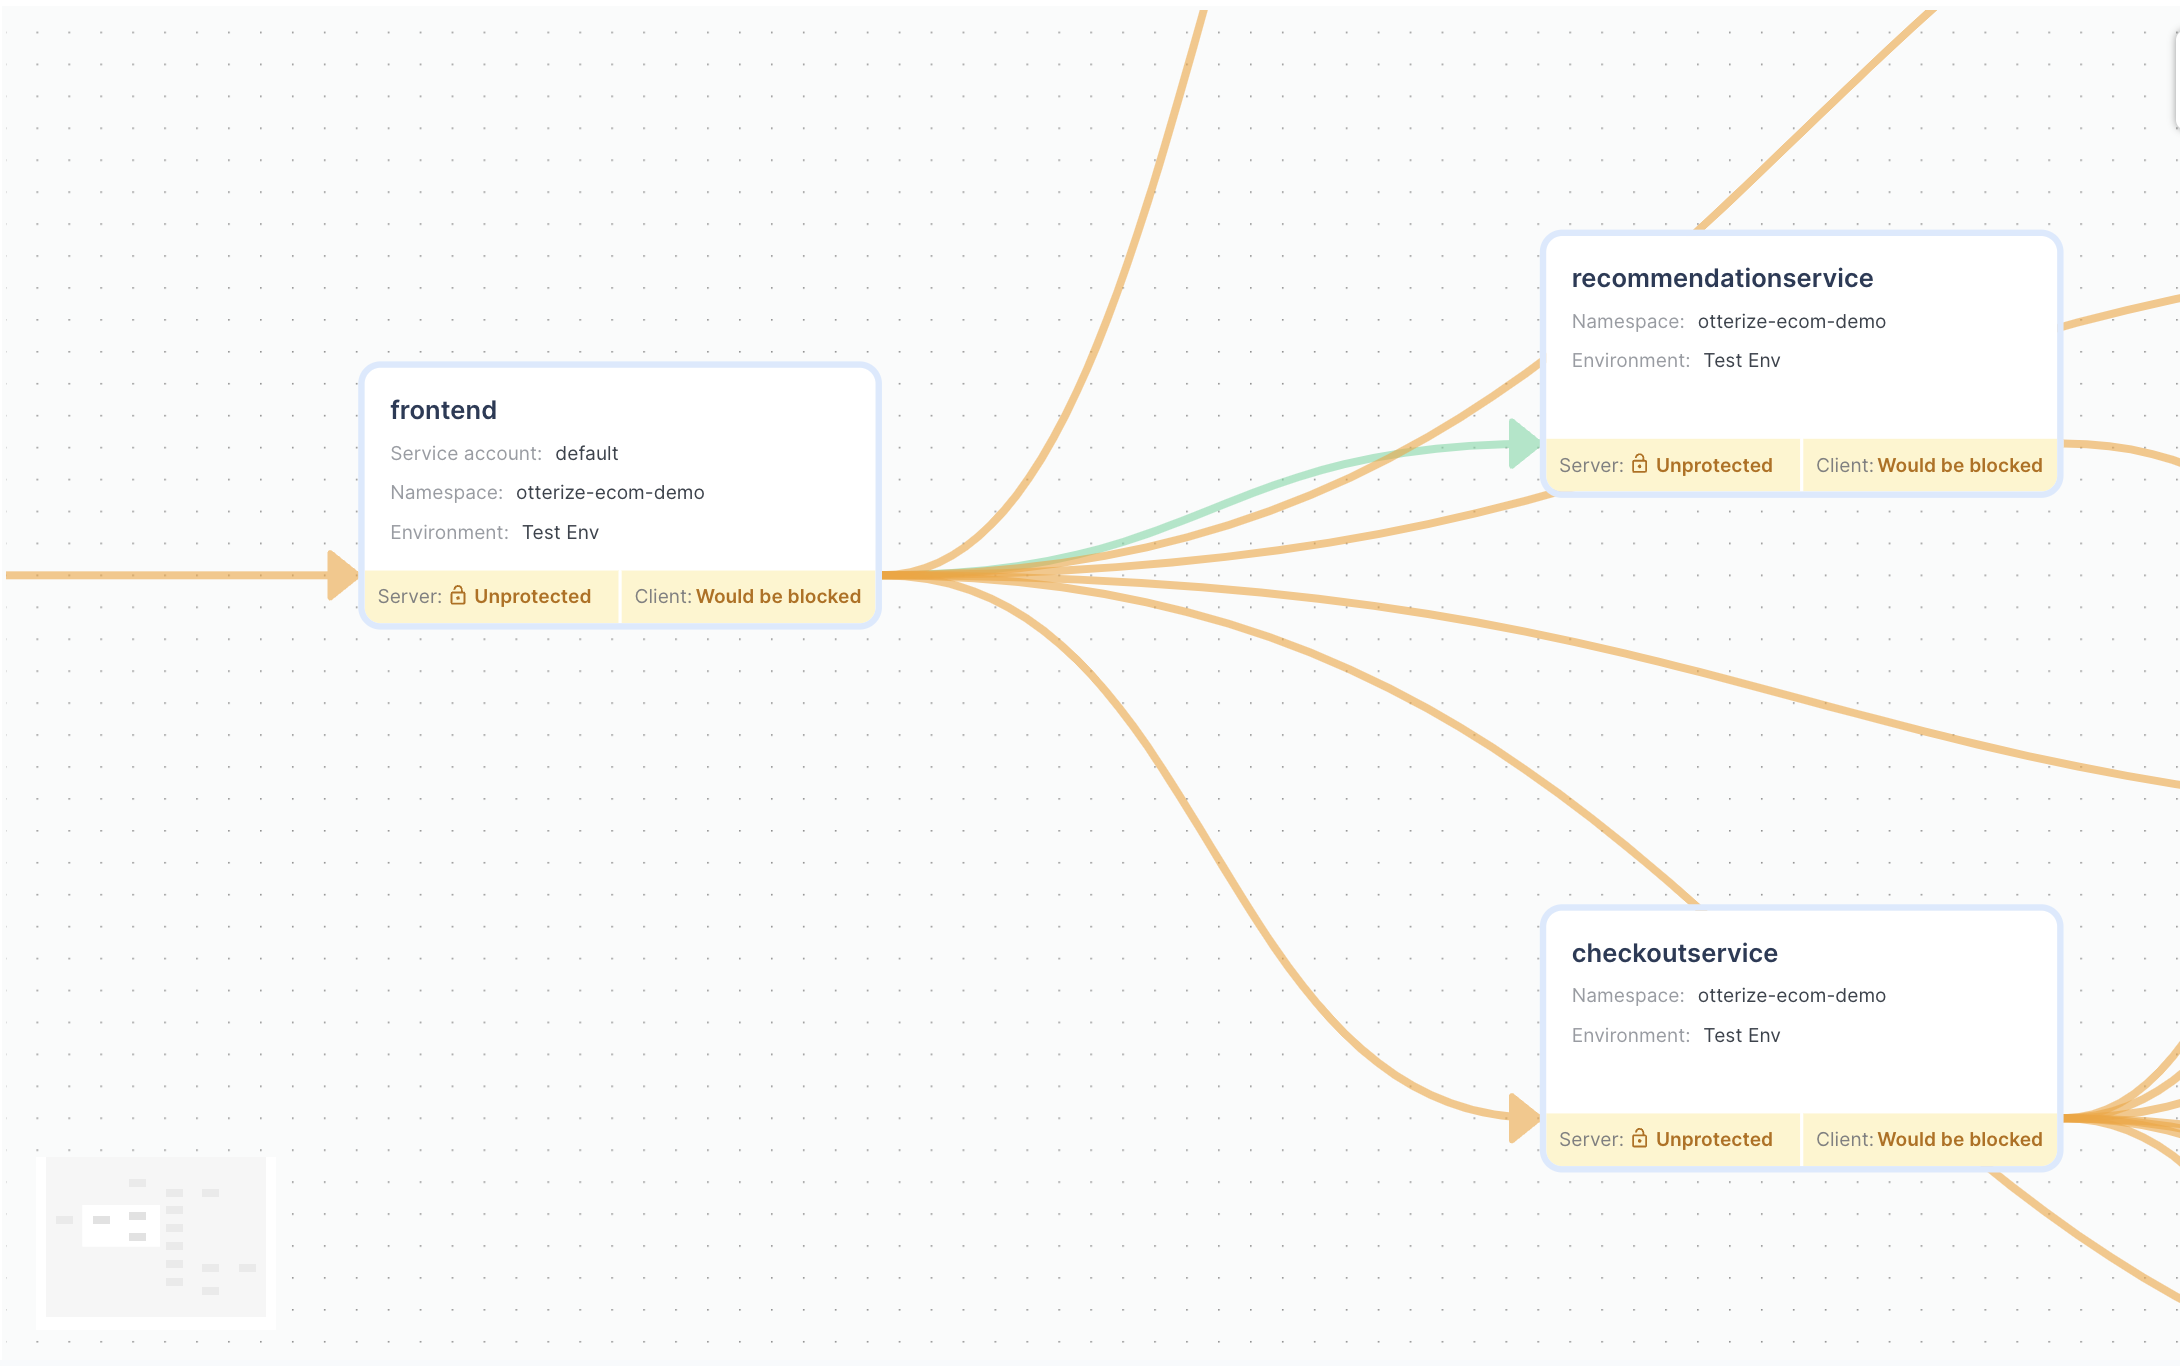 frontend
Service account: default
Namespace: otterize-ecom-demo
Environment: Test Env
Server: Unprotected
Client: Would be blocked
recommendationservice
Namespace: otterize-ecom-demo
Environment: Test Env
Server: Unprotected
Client: Would be blocked
checkoutservice
Namespace: otterize-ecom-demo
Environment: Test Env
Server: Unprotected
Client: Would be blocked